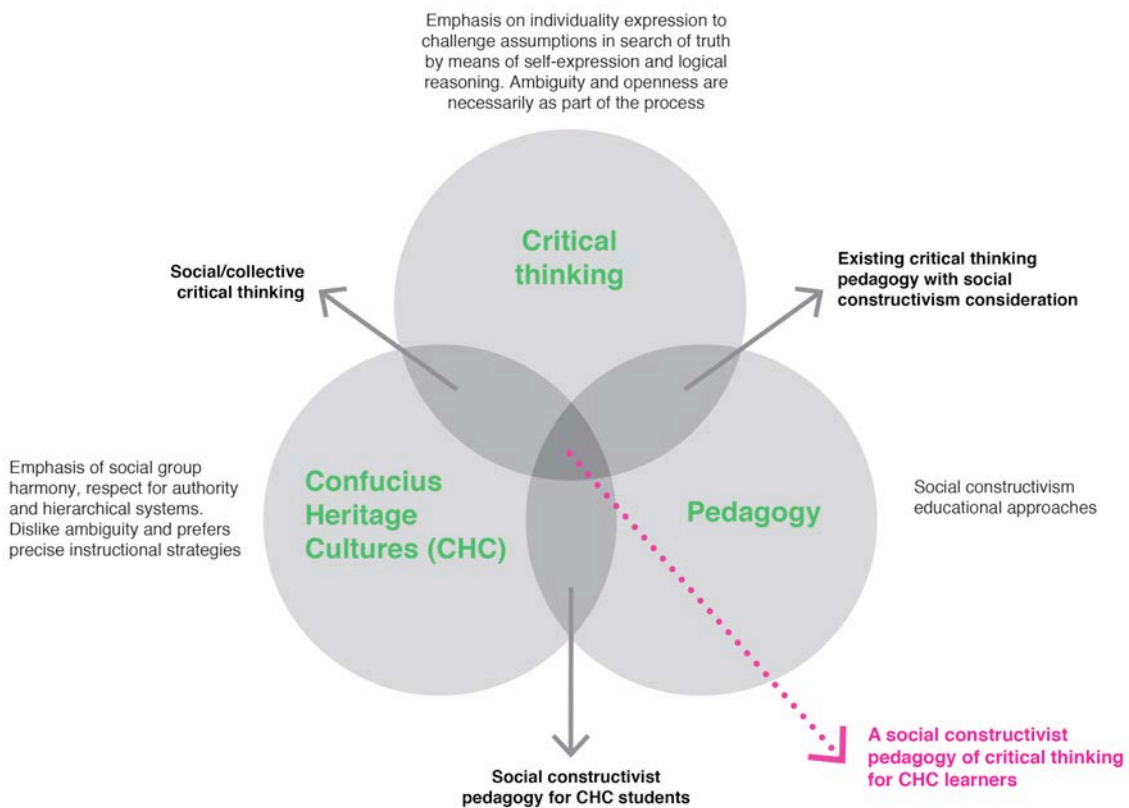 Emphasis on individuality expression to
challenge assumptions in search of truth
by means of self-expression and logical
reasoning. Ambiguity and openness are
necessarily as part of the process
Critical
thinking
Social/collective
critical thinking
Existing critical thinking
pedagogy with social
constructivism consideration
Emphasis of social group
harmony, respect for authority
and hierarchical systems.
Dislike ambiguity and prefers
precise instructional strategies
Confucius
Heritage
Cultures (CHC)
Pedagogy
Social constructivism
educational approaches
Social constructivist
pedagogy for CHC students
A social constructivist
pedagogy of critical thinking
for CHC learners